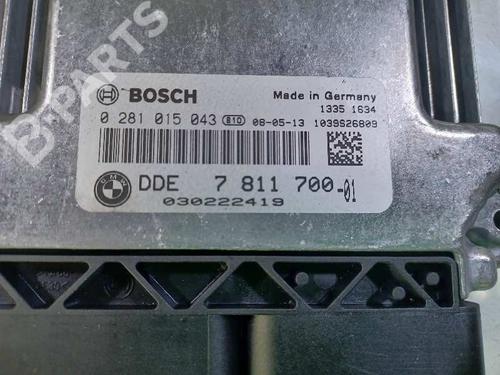 B-PARTS
BOSCH
Made in Germany
1335 1634
0 281 015 043 810 08-05-13 1039S26809
BMW
DDE 7 811 700-01
030222419